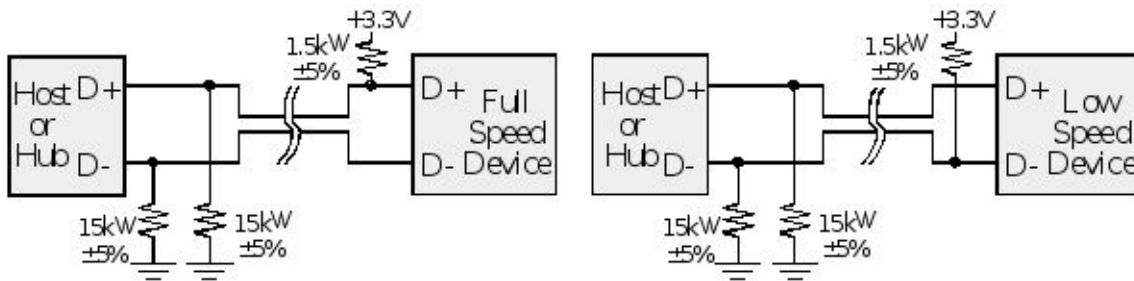 +3.3V
1.5kW
±5%
Host
or
Hub
D+
D-
D+
D-
Full
Speed
Device
15kW
±5%
15kW
±5%
+3.3V
1.5kW
±5%
Host
or
Hub
D+
D-
D+
D-
Low
Speed
Device
15kW
±5%
15kW
±5%